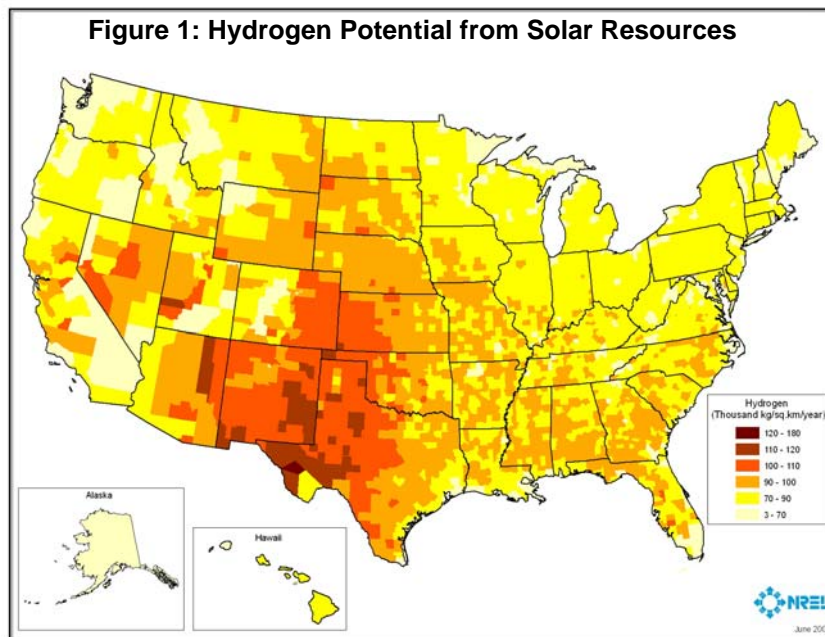 Figure 1: Hydrogen Potential from Solar Resources
Hydrogen
(Thousand kg/sq.km/year)
120 - 180
110 - 120
100 - 110
90 - 100
70 - 90
3 - 70
Alaska
Hawaii
NREL
June